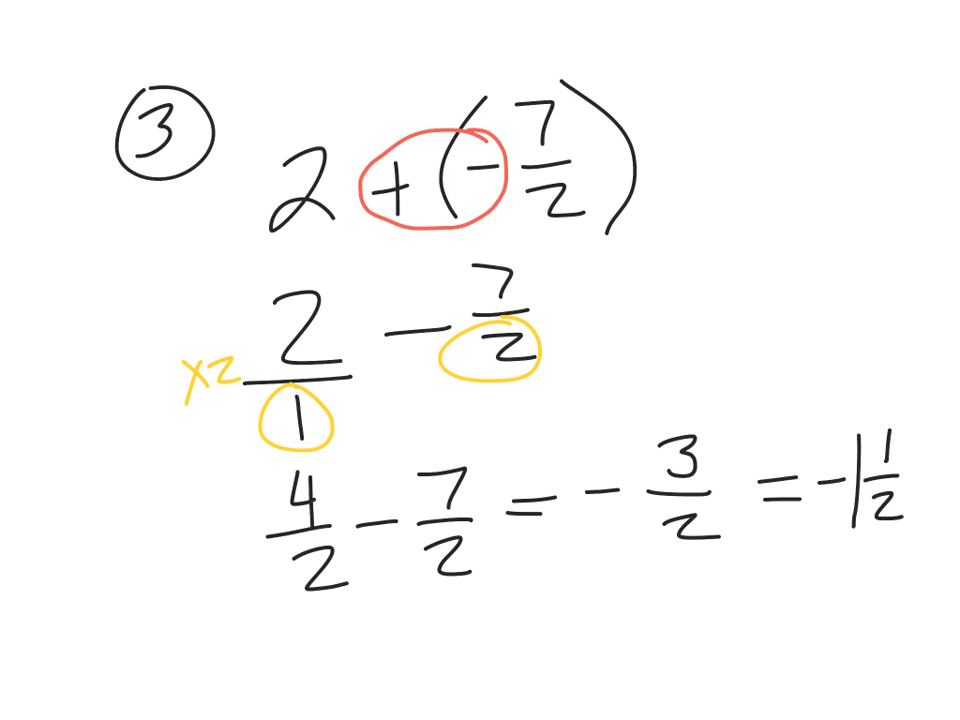 ③ 2 + (- 7/2)
×2 2/1 - 7/2
4/2 - 7/2 = - 3/2 = -1 1/2